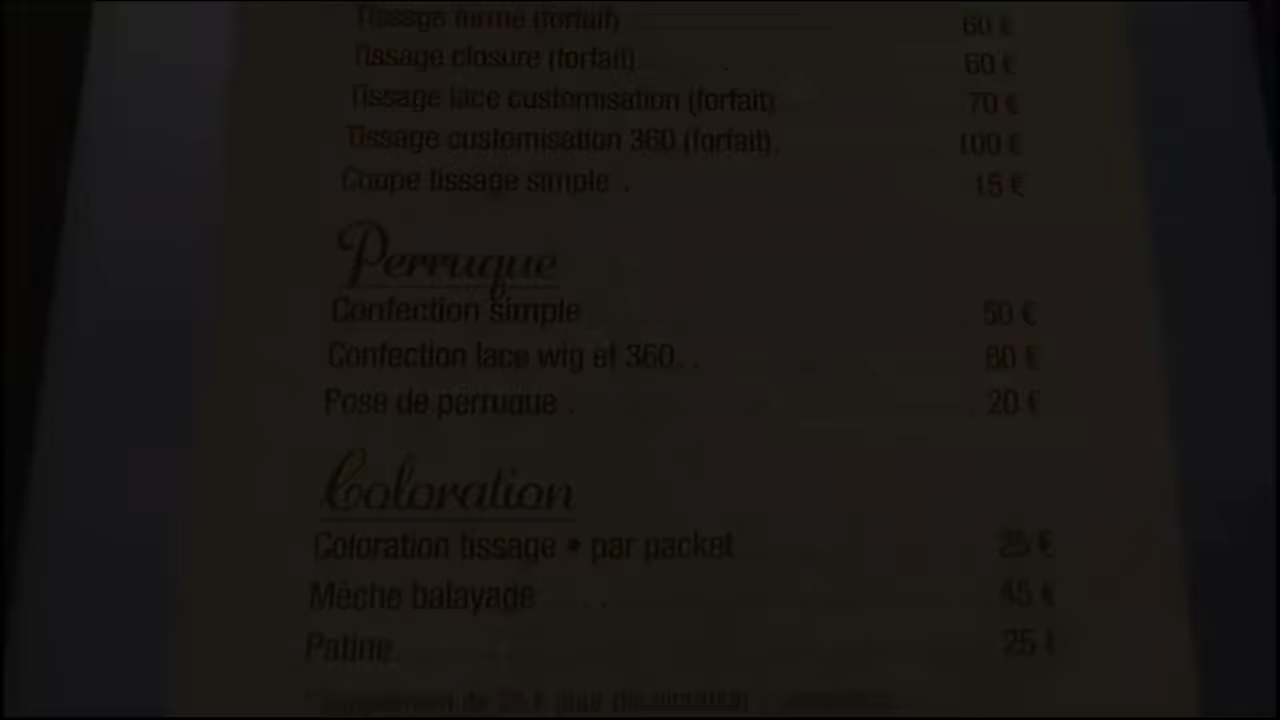 Tissage fermé (forfait) 60 €
Tissage closure (forfait) 60 €
Tissage lace customisation (forfait) 70 €
Tissage customisation 360 (forfait). 100 €
Coupe tissage simple . 15 €
Perruque
Confection simple 50 €
Confection lace wig et 360. . 80 €
Pose de perruque . 20 €
Coloration
Coloration tissage • par packet 25 €
Mèche balayade . . 45 €
Patine. 25 €